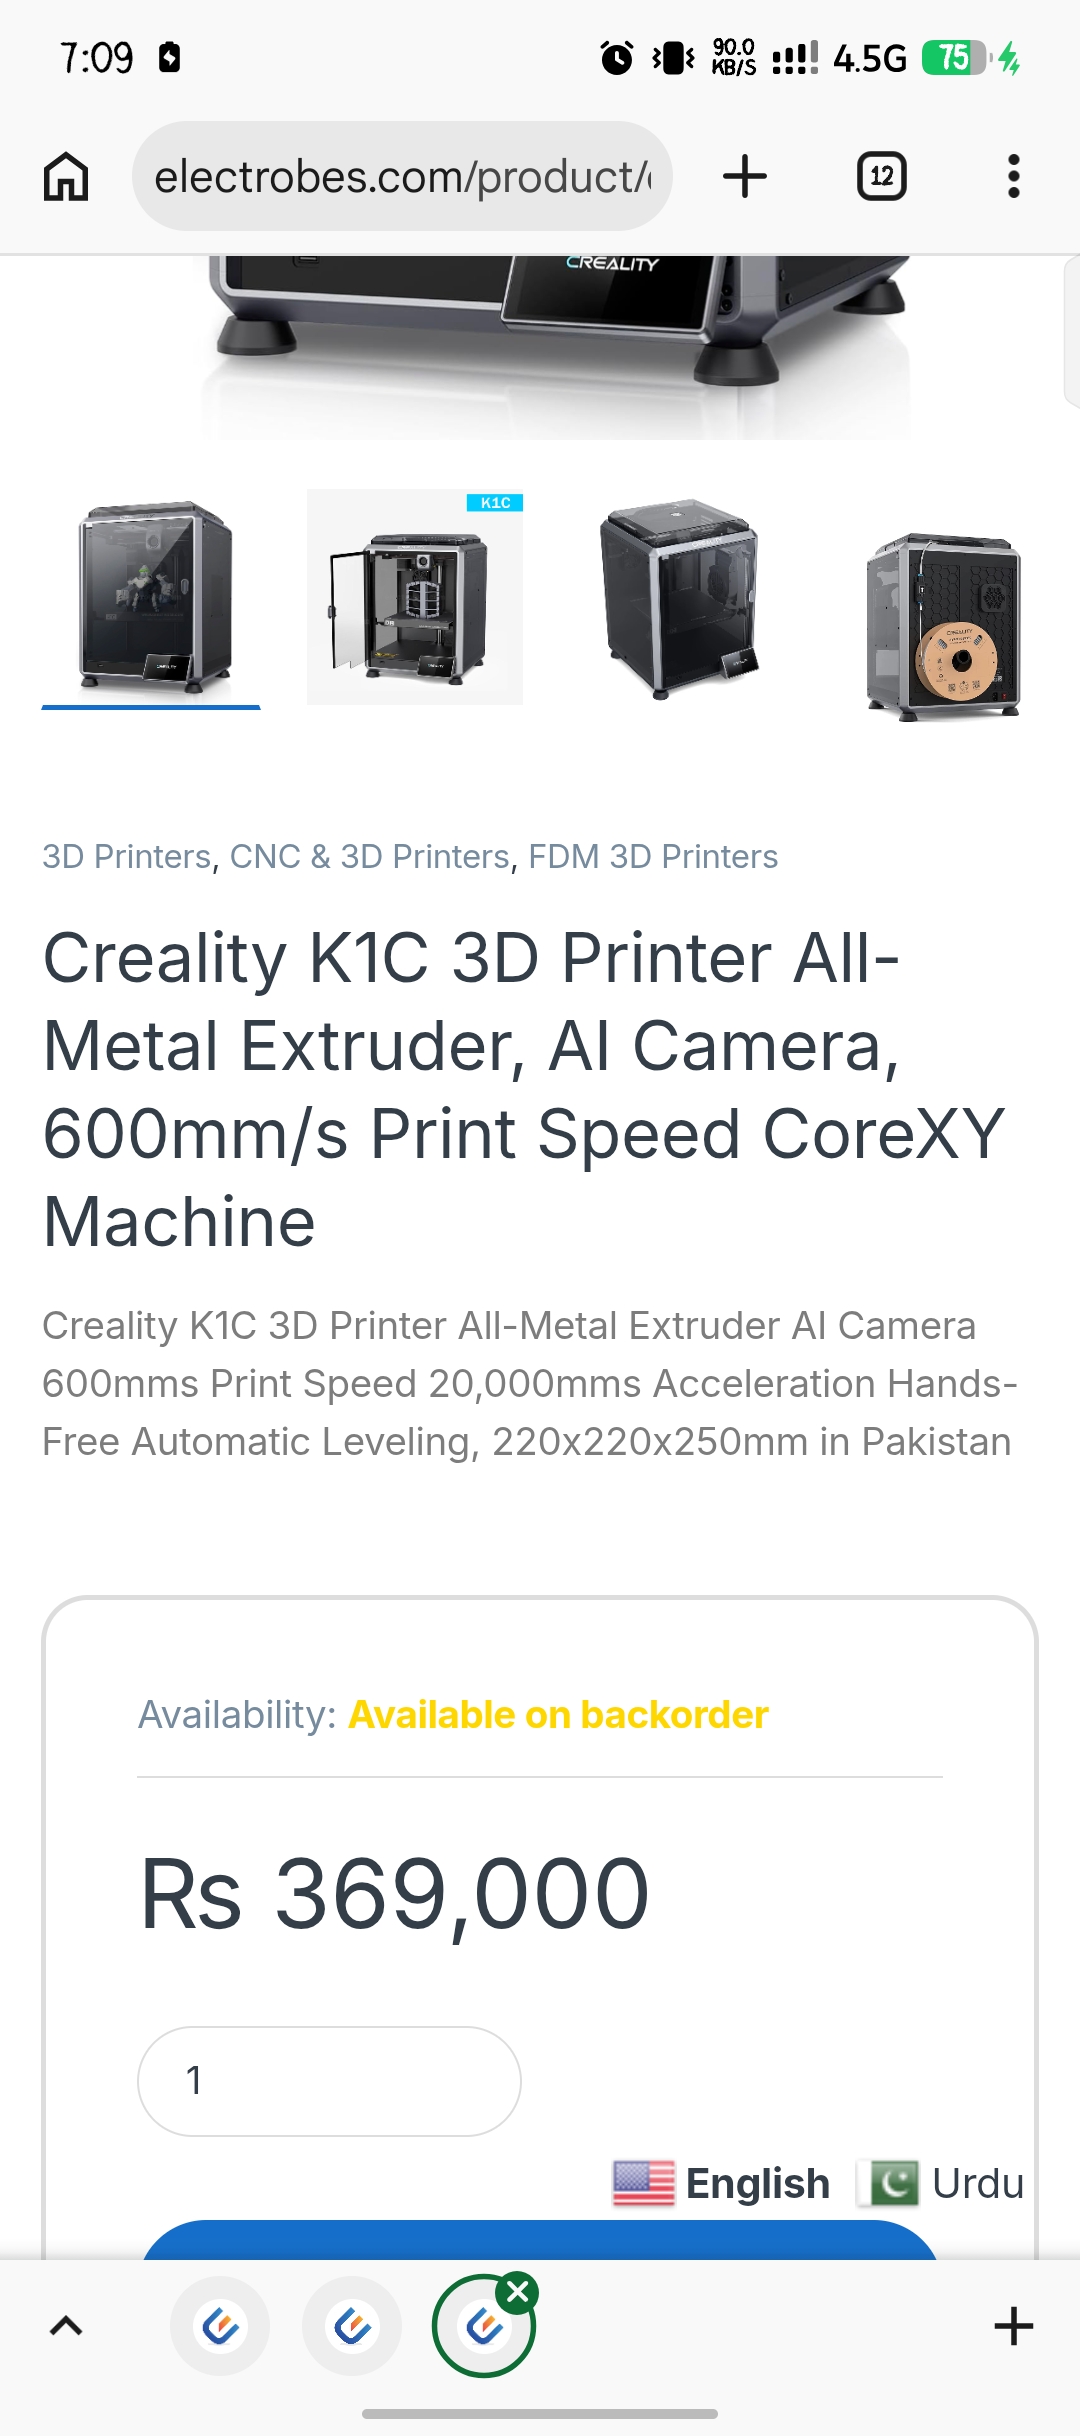 7:09
90.0
KB/S
4.5G
75
electrobes.com/product/
12
CREALITY
K1C
3D Printers, CNC & 3D Printers, FDM 3D Printers
Creality K1C 3D Printer All-
Metal Extruder, AI Camera,
600mm/s Print Speed CoreXY
Machine
Creality K1C 3D Printer All-Metal Extruder AI Camera
600mms Print Speed 20,000mms Acceleration Hands-
Free Automatic Leveling, 220x220x250mm in Pakistan
Availability: Available on backorder
Rs 369,000
1
English
Urdu